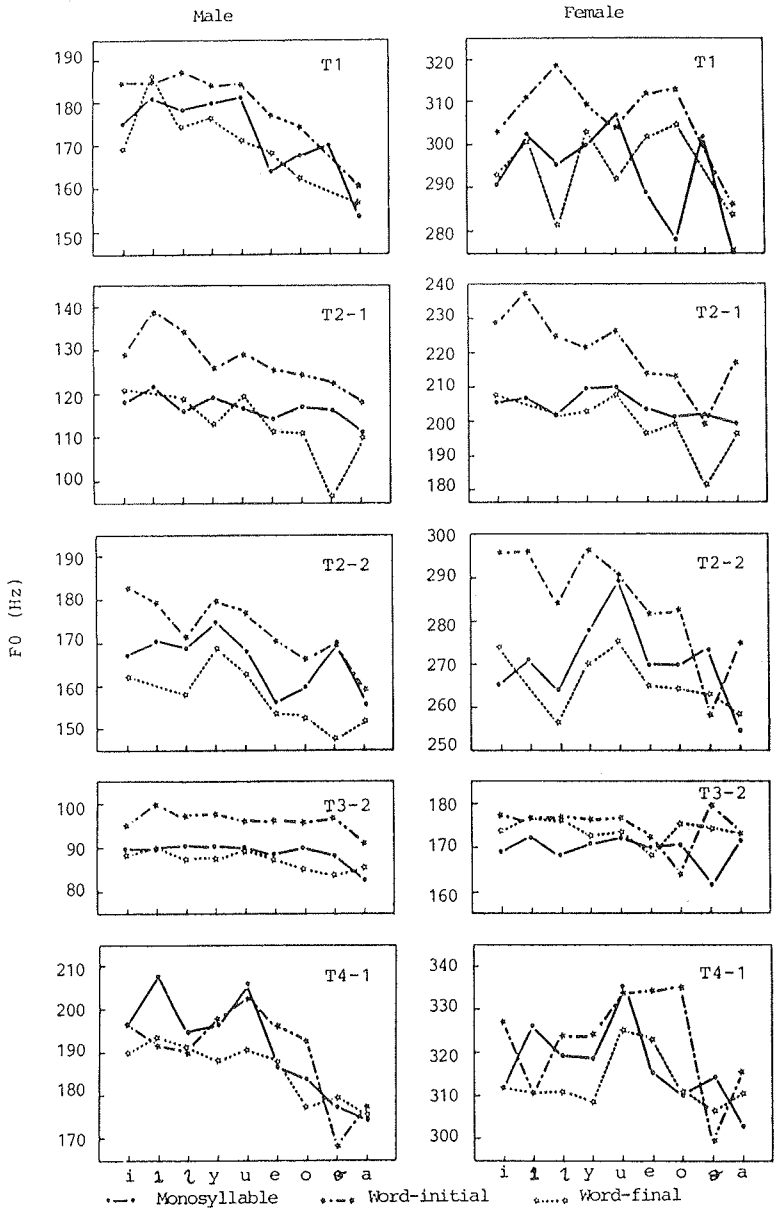 Male Female
T1 T1
190 180 170 160 150
320 310 300 290 280
T2-1 T2-1
140 130 120 110 100
240 230 220 210 200 190 180
T2-2 T2-2
190 180 170 160 150
300 290 280 270 260 250
F0 (Hz)
T3-2 T3-2
100 90 80
180 170 160
T4-1 T4-1
210 200 190 180 170 165
340 335 330 320 310 300
i ɿ ʅ y u e o ɚ a i ɿ ʅ y u e o ɚ a
Monosyllable Word-initial Word-final